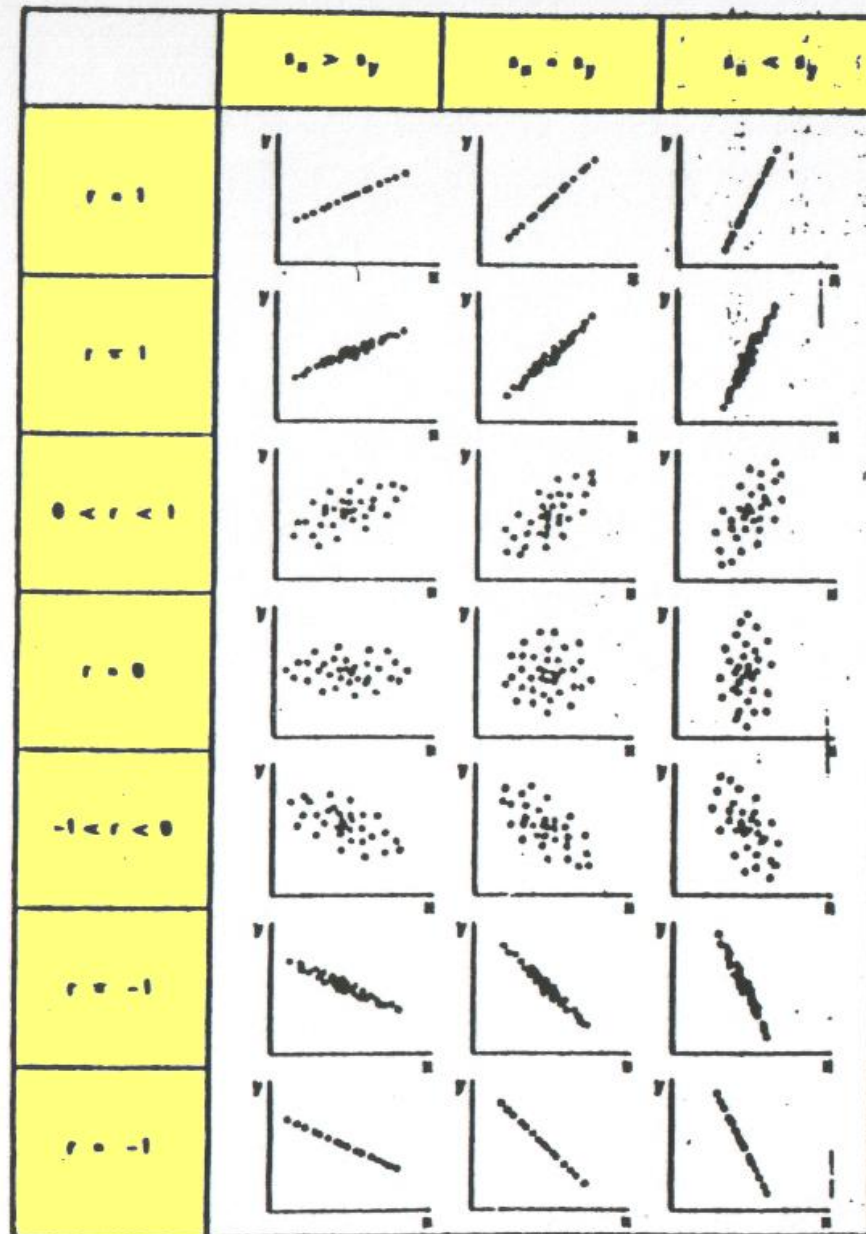 sₓ > sᵧ sₓ = sᵧ sₓ < sᵧ
r = 1
y y y
x x x
r ≈ 1
y y y
x x x
0 < r < 1
y y y
x x x
r = 0
y y y
x x x
-1 < r < 0
y y y
x x x
r ≈ -1
y y y
x x x
r = -1
y y y
x x x